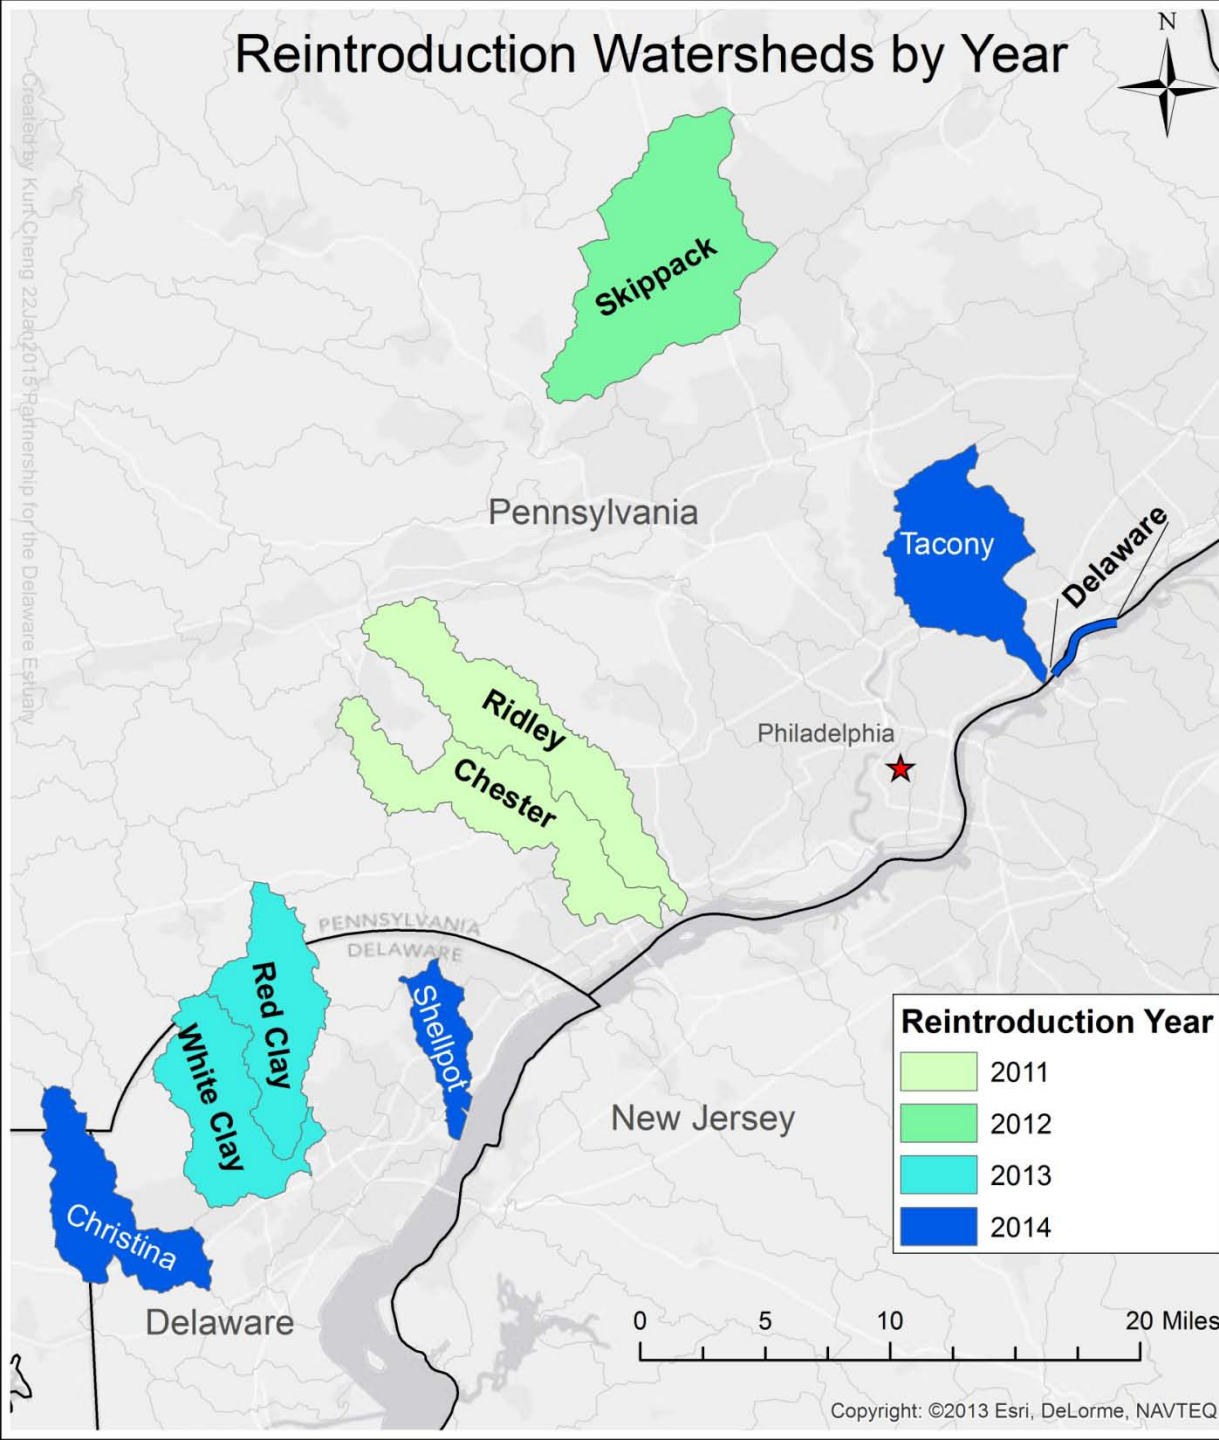 Reintroduction Watersheds by Year
N
Created by Kurt Cheng 22Jan2015 Partnership for the Delaware Estuary
Skippack
Pennsylvania
Tacony
Delaware
Ridley
Chester
Philadelphia
PENNSYLVANIA
DELAWARE
Red Clay
White Clay
Shellpot
Christina
New Jersey
Delaware
Reintroduction Year
2011
2012
2013
2014
0 5 10 20 Miles
Copyright: ©2013 Esri, DeLorme, NAVTEQ